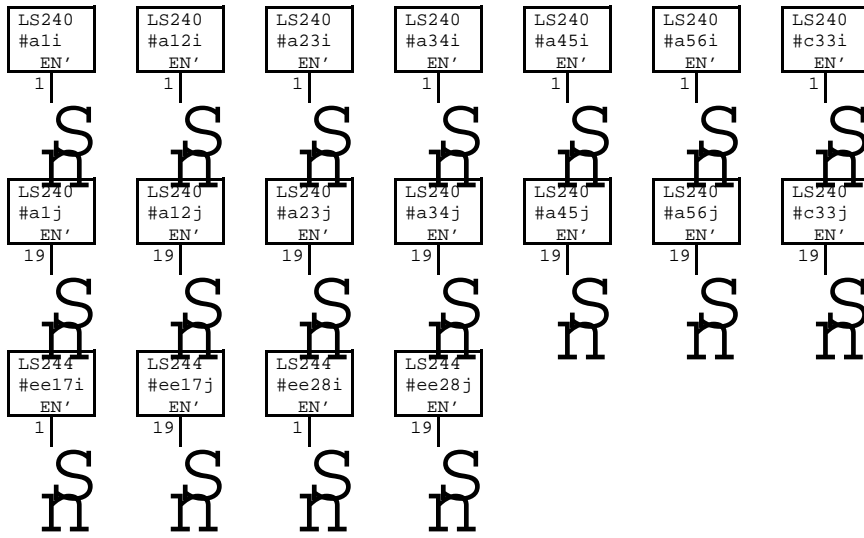 LS240 LS240 LS240 LS240 LS240 LS240 LS240
#a1i #a12i #a23i #a34i #a45i #a56i #c33i
EN' EN' EN' EN' EN' EN' EN'
1 1 1 1 1 1 1
S S S S S S S
n n n n n n n
LS240 LS240 LS240 LS240 LS240 LS240 LS240
#a1j #a12j #a23j #a34j #a45j #a56j #c33j
EN' EN' EN' EN' EN' EN' EN'
19 19 19 19 19 19 19
S S S S S S S
n n n n n n n
LS244 LS244 LS244 LS244
#ee17i #ee17j #ee28i #ee28j
EN' EN' EN' EN'
1 19 1 19
S S S S
n n n n